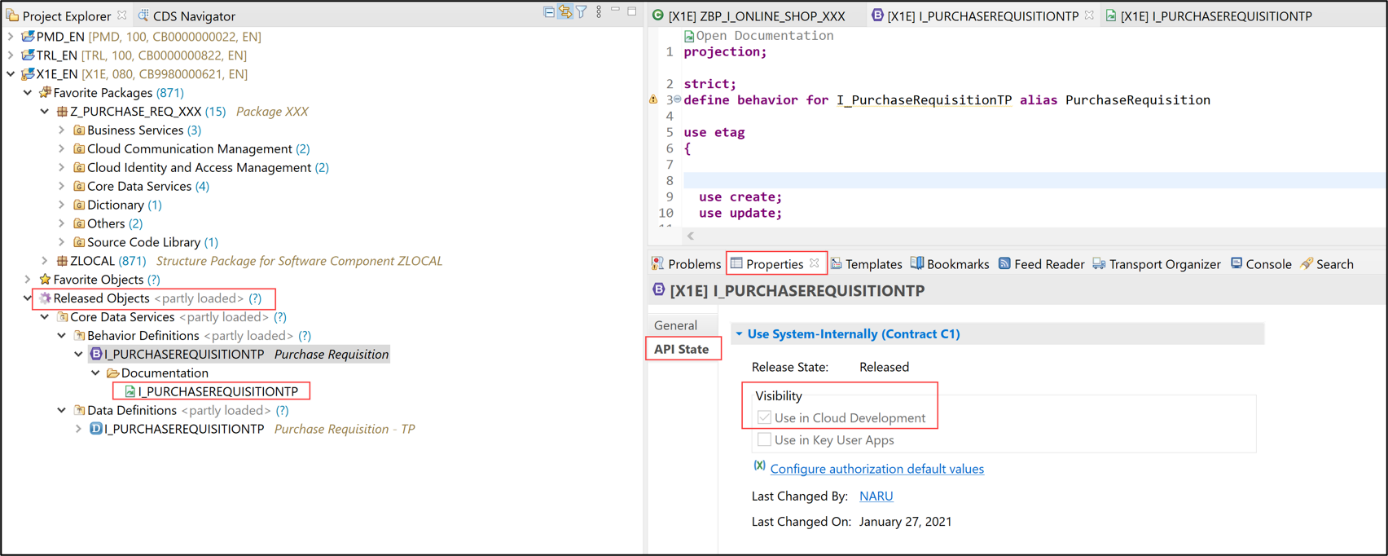 Project Explorer
CDS Navigator
PMD_EN [PMD, 100, CB0000000022, EN]
TRL_EN [TRL, 100, CB0000000822, EN]
X1E_EN [X1E, 080, CB9980000621, EN]
Favorite Packages (871)
Z_PURCHASE_REQ_XXX (15) Package XXX
Business Services (3)
Cloud Communication Management (2)
Cloud Identity and Access Management (2)
Core Data Services (4)
Dictionary (1)
Others (2)
Source Code Library (1)
ZLOCAL (871) Structure Package for Software Component ZLOCAL
Favorite Objects (?)
Released Objects <partly loaded> (?)
Core Data Services <partly loaded> (?)
Behavior Definitions <partly loaded> (?)
I_PURCHASEREQUISITIONTP Purchase Requisition
Documentation
I_PURCHASEREQUISITIONTP
Data Definitions <partly loaded> (?)
I_PURCHASEREQUISITIONTP Purchase Requisition - TP
[X1E] ZBP_I_ONLINE_SHOP_XXX
[X1E] I_PURCHASEREQUISITIONTP
[X1E] I_PURCHASEREQUISITIONTP
Open Documentation
1 projection;
2 strict;
3 define behavior for I_PurchaseRequisitionTP alias PurchaseRequisition
4
5 use etag
6 {
7
8
9 use create;
10 use update;
11
Problems
Properties
Templates
Bookmarks
Feed Reader
Transport Organizer
Console
Search
[X1E] I_PURCHASEREQUISITIONTP
General
API State
Use System-Internally (Contract C1)
Release State: Released
Visibility
Use in Cloud Development
Use in Key User Apps
Configure authorization default values
Last Changed By: NARU
Last Changed On: January 27, 2021